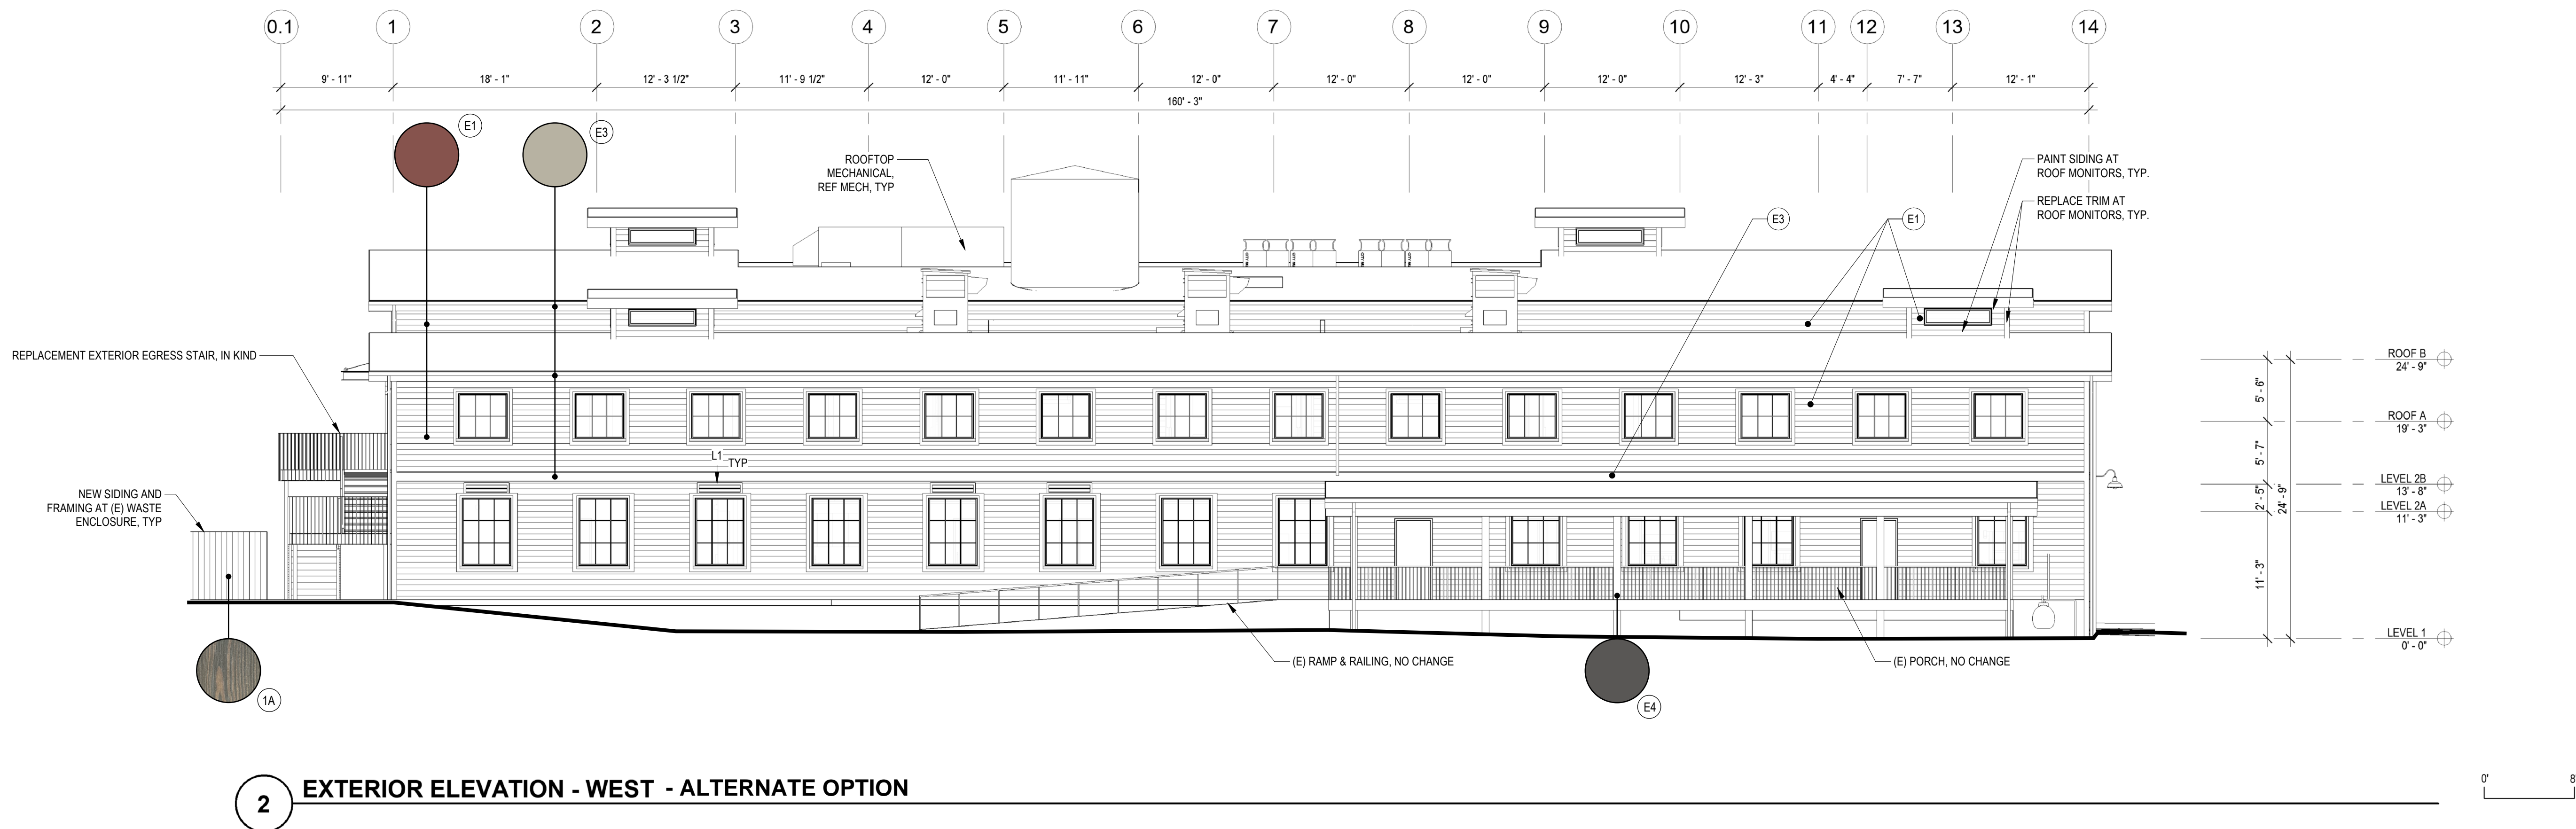 0.1 1 2 3 4 5 6 7 8 9 10 11 12 13 14
9' - 11" 18' - 1" 12' - 3 1/2" 11' - 9 1/2" 12' - 0" 11' - 11" 12' - 0" 12' - 0" 12' - 0" 12' - 0" 12' - 3" 4' - 4" 7' - 7" 12' - 1"
160' - 3"
E1
E3
ROOFTOP
MECHANICAL,
REF MECH, TYP
PAINT SIDING AT
ROOF MONITORS, TYP.
REPLACE TRIM AT
ROOF MONITORS, TYP.
E3
E1
REPLACEMENT EXTERIOR EGRESS STAIR, IN KIND
NEW SIDING AND
FRAMING AT (E) WASTE
ENCLOSURE, TYP
L1
TYP
ROOF B
24' - 9"
ROOF A
19' - 3"
LEVEL 2B
13' - 8"
LEVEL 2A
11' - 3"
LEVEL 1
0' - 0"
5' - 6"
5' - 7"
2' - 5"
11' - 3"
24' - 9"
(E) RAMP & RAILING, NO CHANGE
(E) PORCH, NO CHANGE
1A
E4
2
EXTERIOR ELEVATION - WEST - ALTERNATE OPTION
0' 8